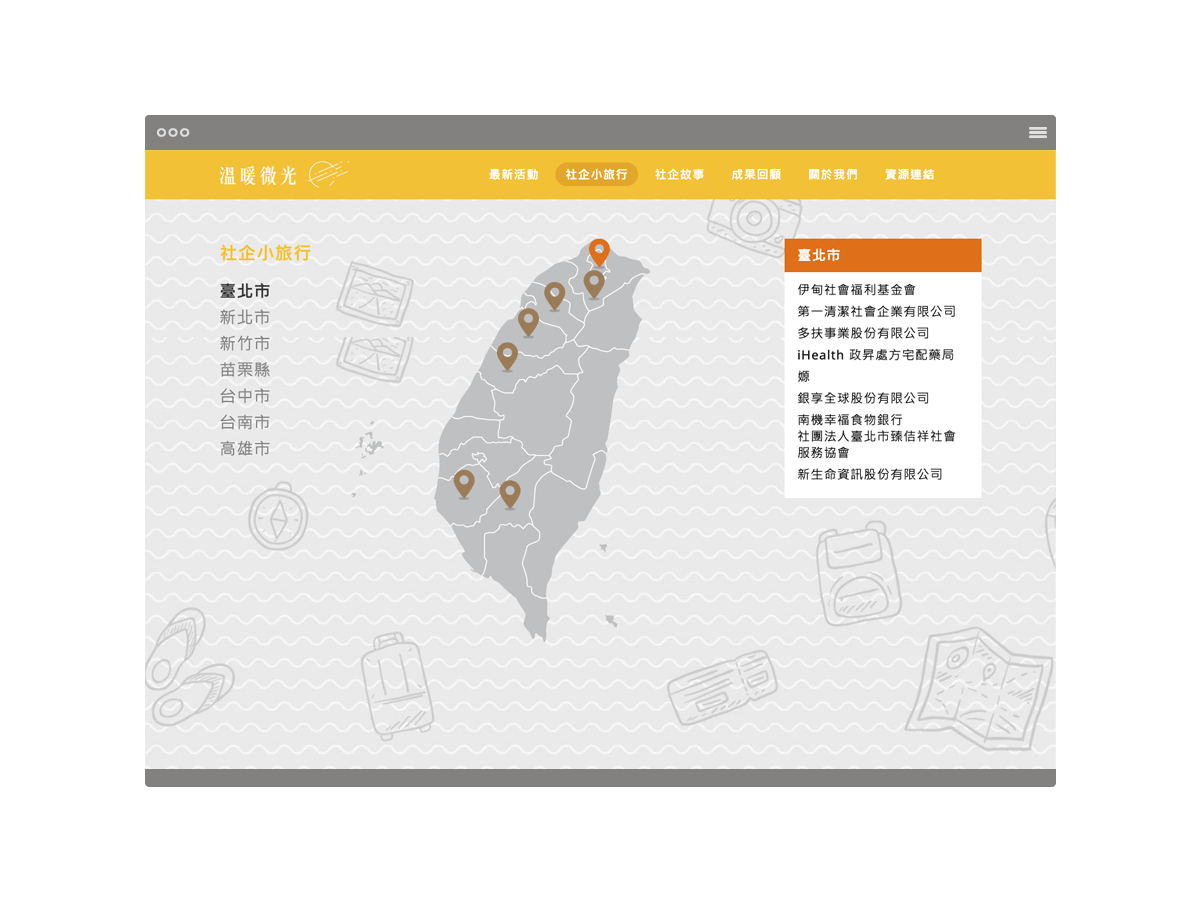 溫暖微光
最新活動 社企小旅行 社企故事 成果回顧 關於我們 資源連結
社企小旅行
臺北市
新北市
新竹市
苗栗縣
台中市
台南市
高雄市
臺北市
伊甸社會福利基金會
第一清潔社會企業有限公司
多扶事業股份有限公司
iHealth 政昇處方宅配藥局
嫄
銀享全球股份有限公司
南機幸福食物銀行
社團法人臺北市臻佶祥社會
服務協會
新生命資訊股份有限公司